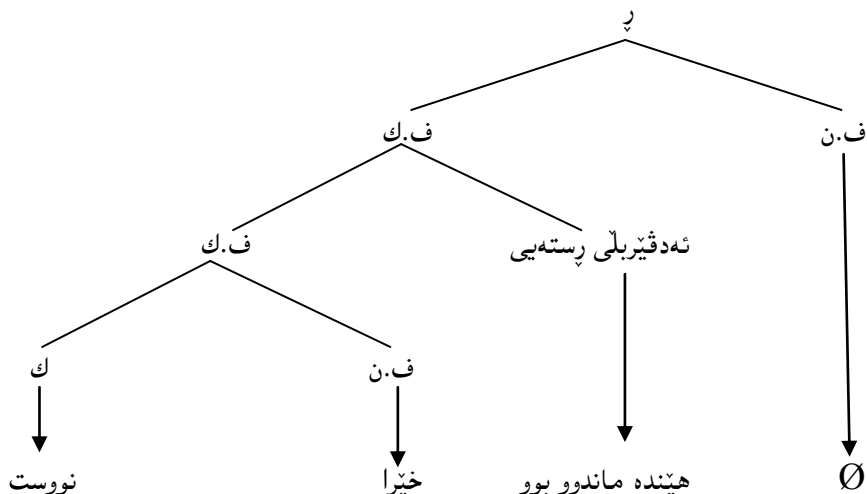 ڕ
ف.ن ف.ك
ئەدڤێربڵی ڕستەیی ف.ك
ف.ن ك
Ø هێندە ماندوو بوو خێرا نووست